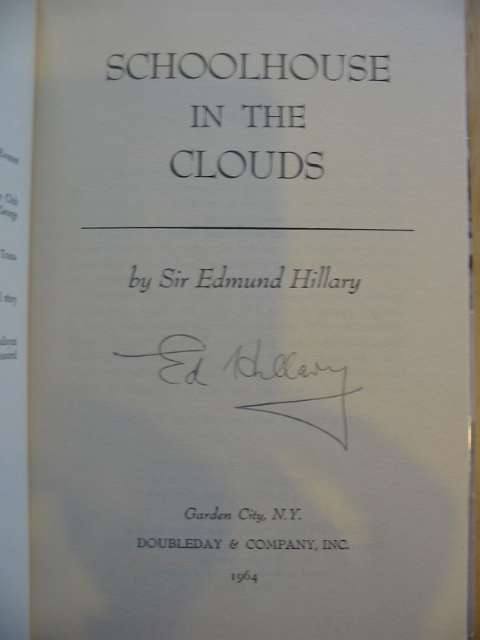 SCHOOLHOUSE
IN THE
CLOUDS
by Sir Edmund Hillary
Ed Hillary
Garden City, N.Y.
DOUBLEDAY & COMPANY, INC.
1964